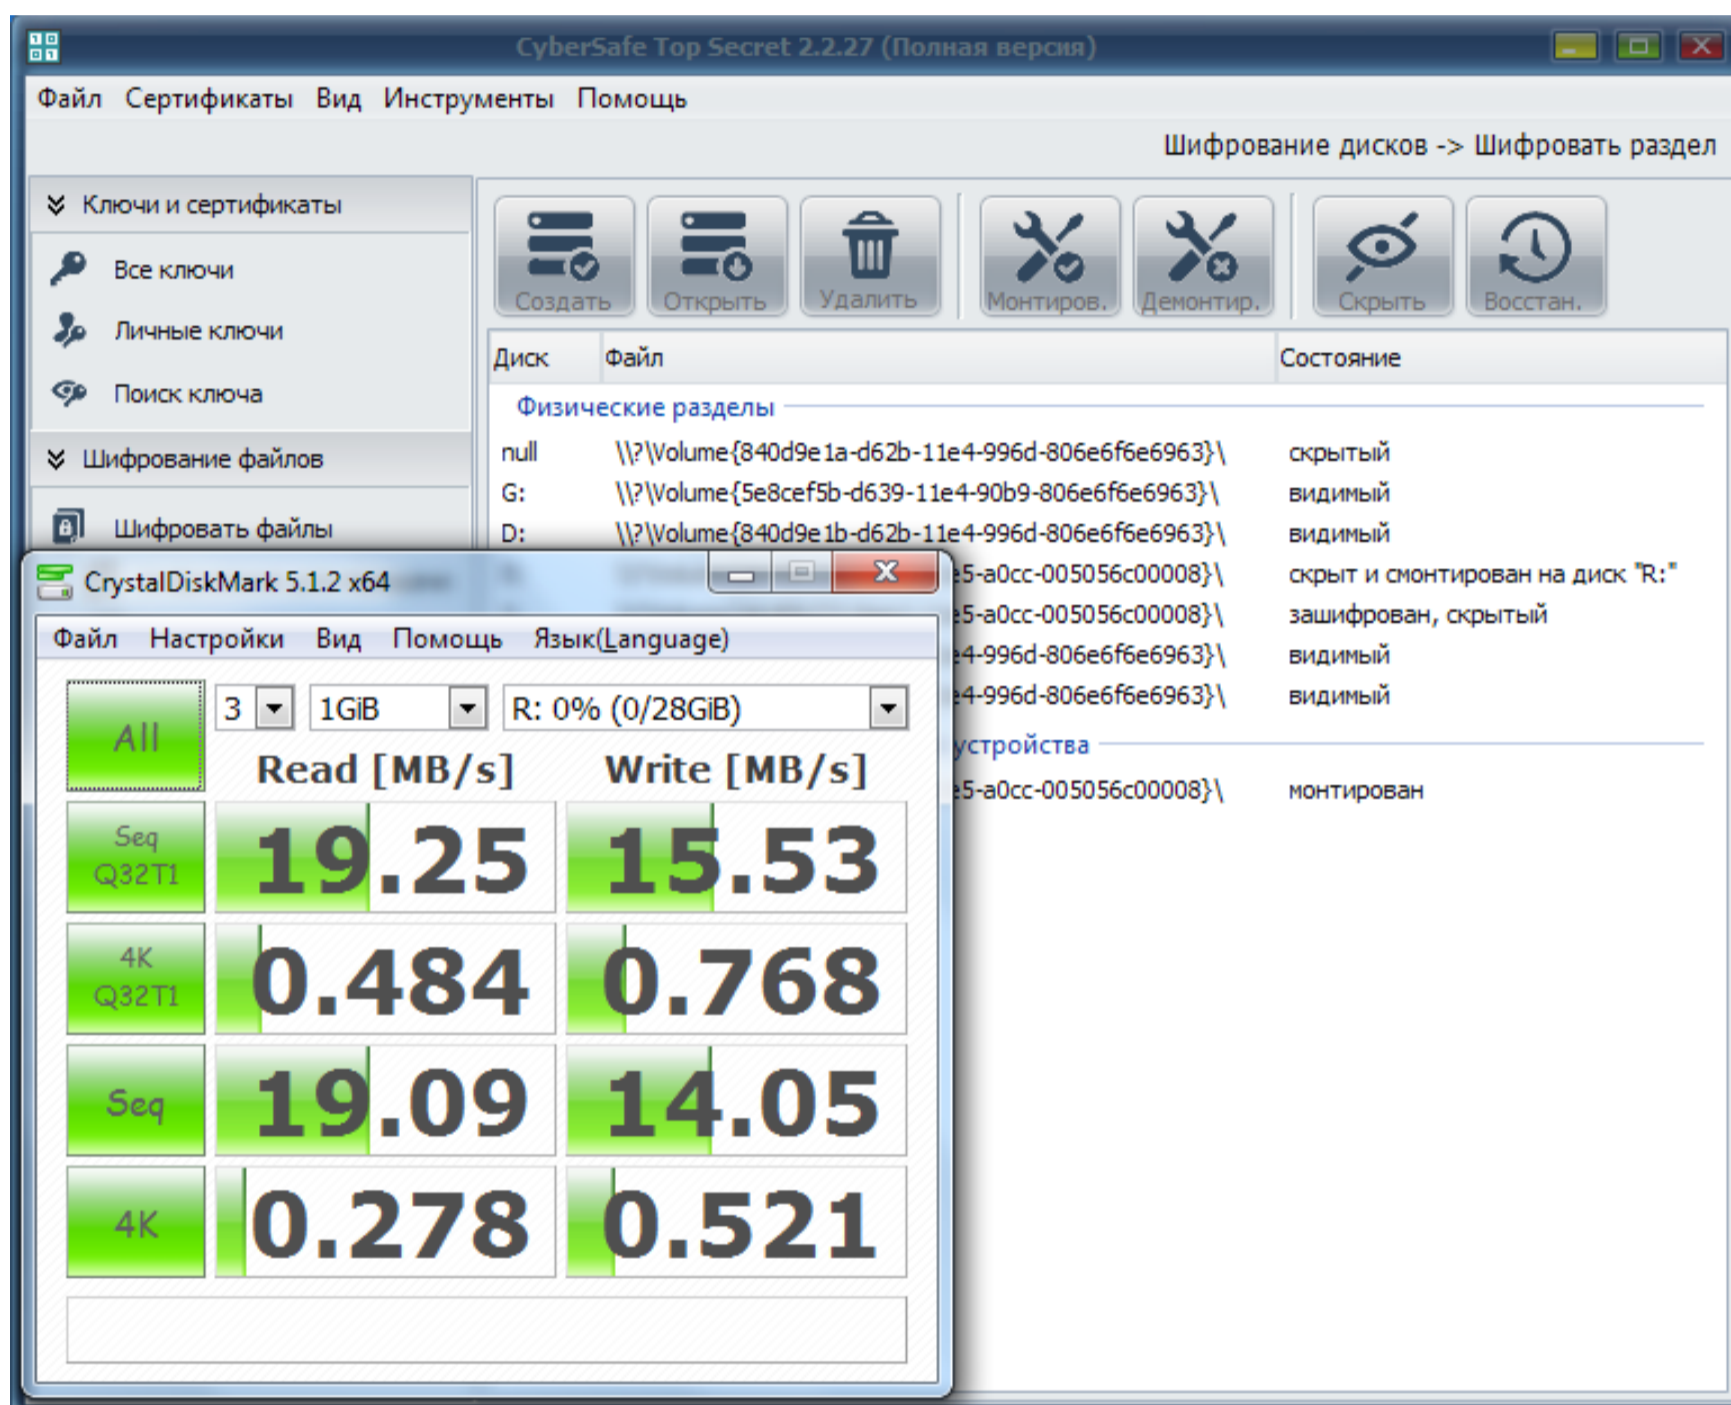 CyberSafe Top Secret 2.2.27 (Полная версия)
Файл Сертификаты Вид Инструменты Помощь
Шифрование дисков -> Шифровать раздел
Ключи и сертификаты
Все ключи
Личные ключи
Поиск ключа
Шифрование файлов
Шифровать файлы
Создать Открыть Удалить Монтиров. Демонтир. Скрыть Восстан.
Диск Файл Состояние
Физические разделы
null \\?\Volume{840d9e1a-d62b-11e4-996d-806e6f6e6963}\ скрытый
G: \\?\Volume{5e8cef5b-d639-11e4-90b9-806e6f6e6963}\ видимый
D: \\?\Volume{840d9e1b-d62b-11e4-996d-806e6f6e6963}\ видимый
e5-a0cc-005056c00008}\ скрыт и смонтирован на диск "R:"
e5-a0cc-005056c00008}\ зашифрован, скрытый
e4-996d-806e6f6e6963}\ видимый
e4-996d-806e6f6e6963}\ видимый
устройства
e5-a0cc-005056c00008}\ монтирован
CrystalDiskMark 5.1.2 x64
Файл Настройки Вид Помощь Язык(Language)
All 3 1GiB R: 0% (0/28GiB)
Read [MB/s] Write [MB/s]
Seq Q32T1 19.25 15.53
4K Q32T1 0.484 0.768
Seq 19.09 14.05
4K 0.278 0.521